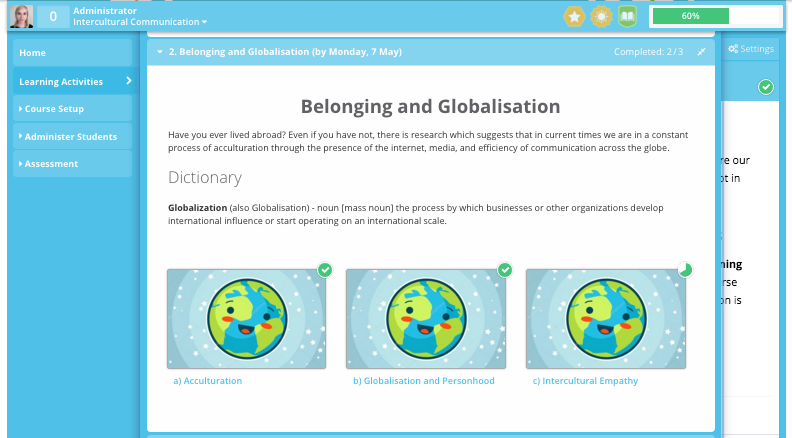 0
Administrator
Intercultural Communication
60%
Home
Learning Activities
Course Setup
Administer Students
Assessment
2. Belonging and Globalisation (by Monday, 7 May)
Completed: 2/3
Settings
Belonging and Globalisation
Have you ever lived abroad? Even if you have not, there is research which suggests that in current times we are in a constant
process of acculturation through the presence of the internet, media, and efficiency of communication across the globe.
Dictionary
Globalization (also Globalisation) - noun [mass noun] the process by which businesses or other organizations develop
international influence or start operating on an international scale.
a) Acculturation
b) Globalisation and Personhood
c) Intercultural Empathy
re our
ot in
ning
rse
on is